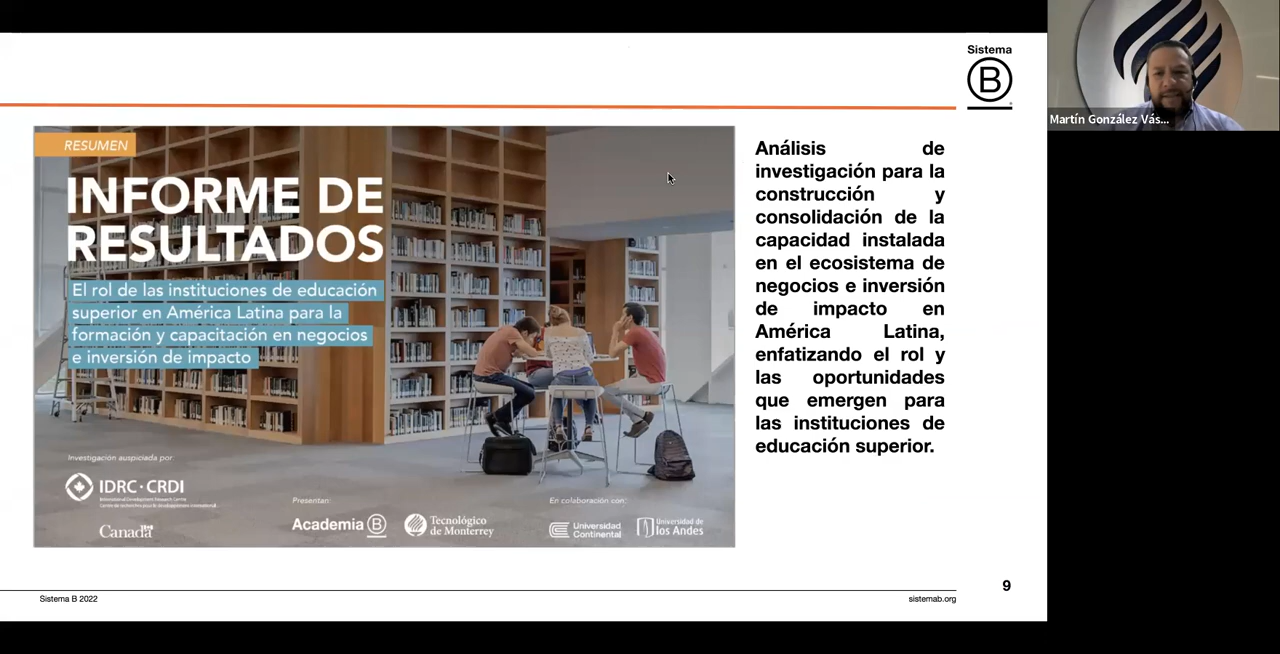 Sistema
B
Martín González Vás...
RESUMEN
INFORME DE
RESULTADOS
El rol de las instituciones de educación
superior en América Latina para la
formación y capacitación en negocios
e inversión de impacto
Investigación auspiciada por:
IDRC · CRDI
International Development Research Centre
Centre de recherches pour le développement international
Canada
Presentan:
Academia B
Tecnológico
de Monterrey
En colaboración con:
Universidad
Continental
Universidad de
los Andes
Análisis de
investigación para la
construcción y
consolidación de la
capacidad instalada
en el ecosistema de
negocios e inversión
de impacto en
América Latina,
enfatizando el rol y
las oportunidades
que emergen para
las instituciones de
educación superior.
9
Sistema B 2022
sistemab.org